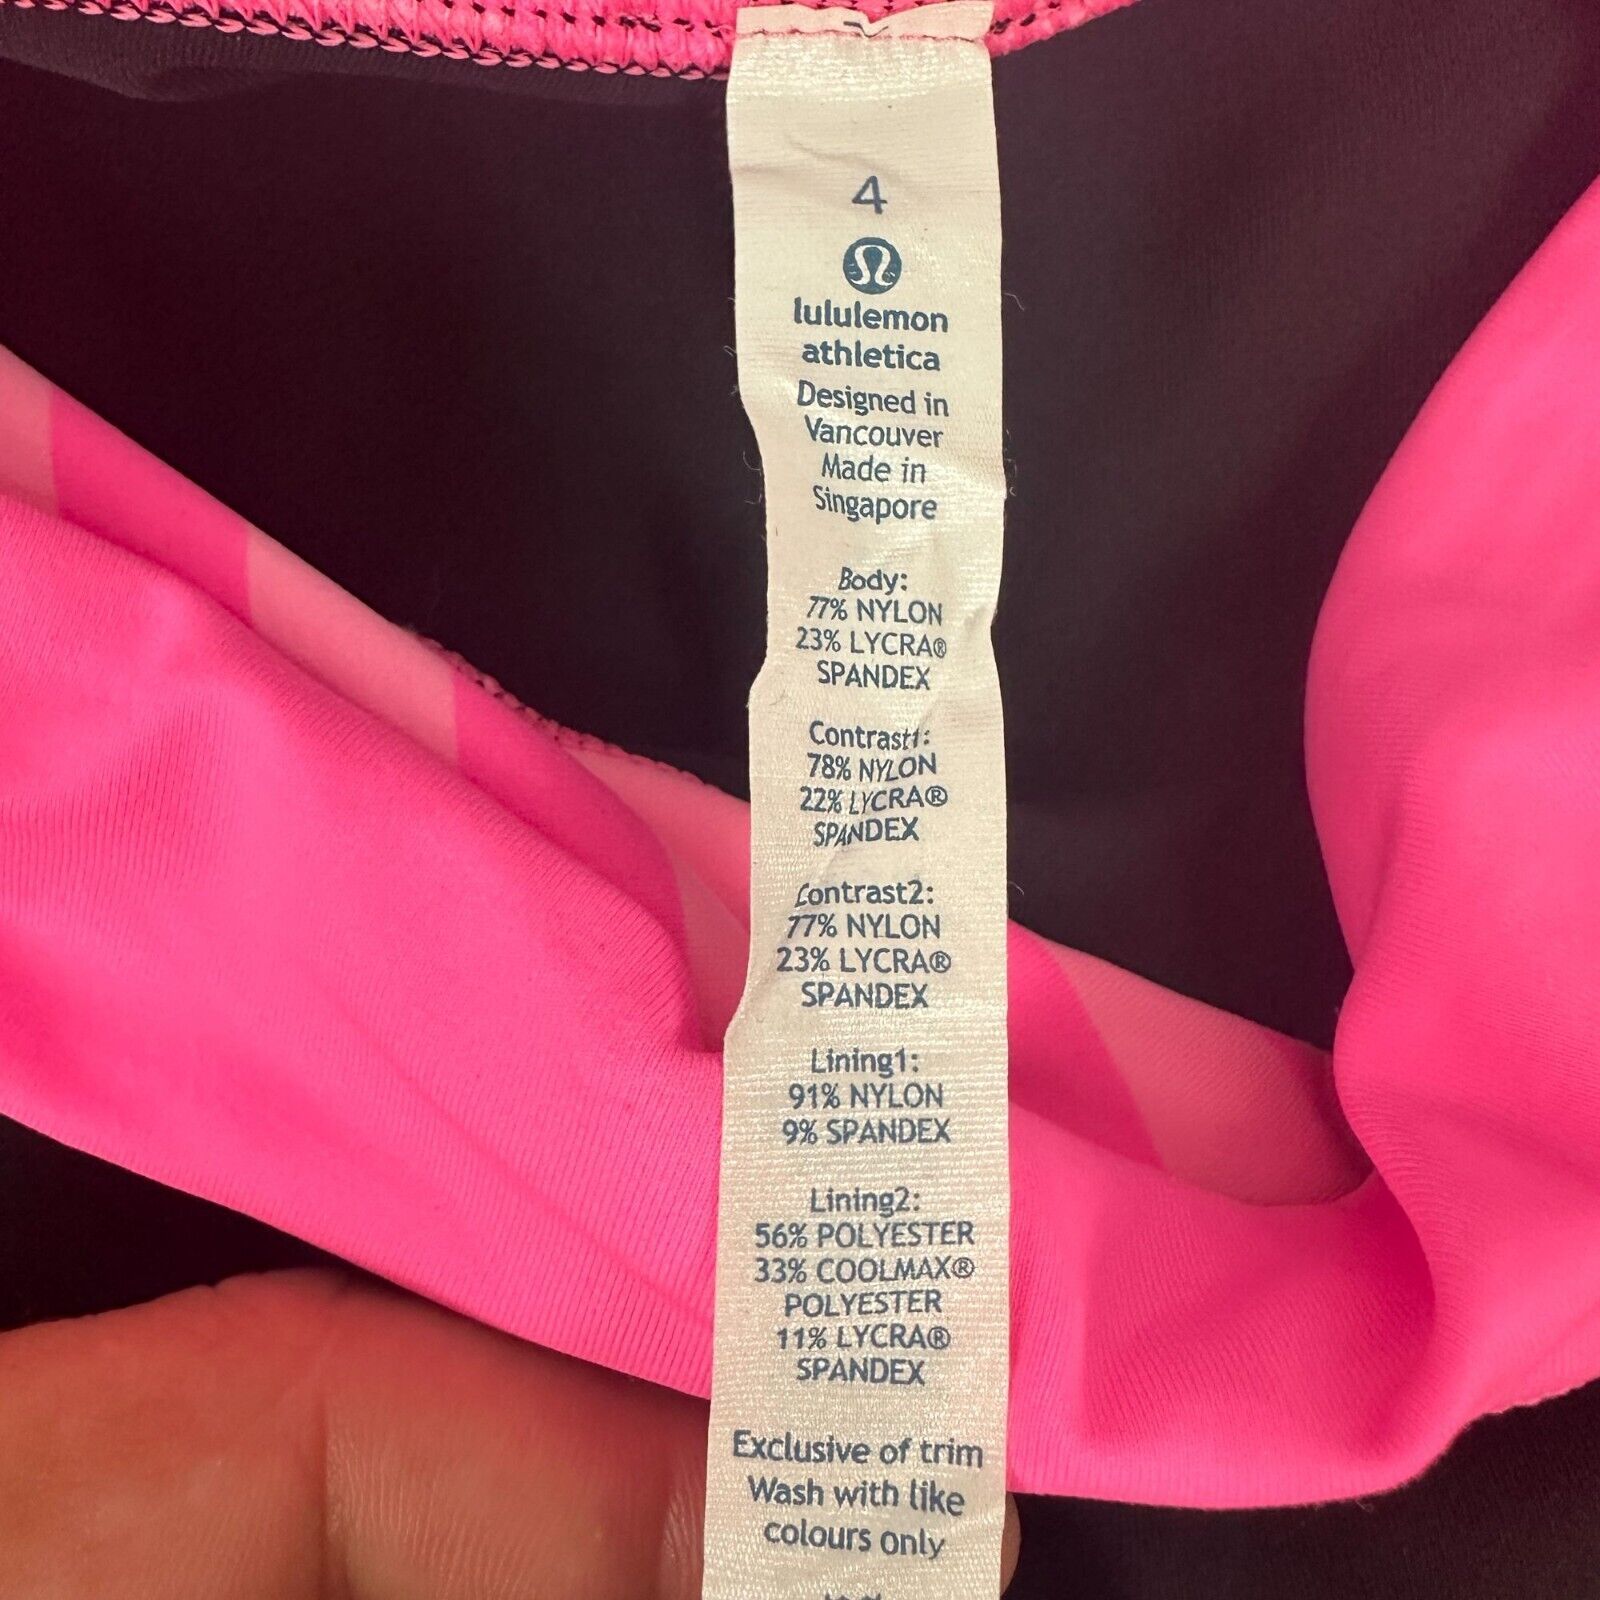 4
lululemon
athletica
Designed in
Vancouver
Made in
Singapore
Body:
77% NYLON
23% LYCRA®
SPANDEX
Contrast1:
78% NYLON
22% LYCRA®
SPANDEX
Contrast2:
77% NYLON
23% LYCRA®
SPANDEX
Lining1:
91% NYLON
9% SPANDEX
Lining2:
56% POLYESTER
33% COOLMAX®
POLYESTER
11% LYCRA®
SPANDEX
Exclusive of trim
Wash with like
colours only